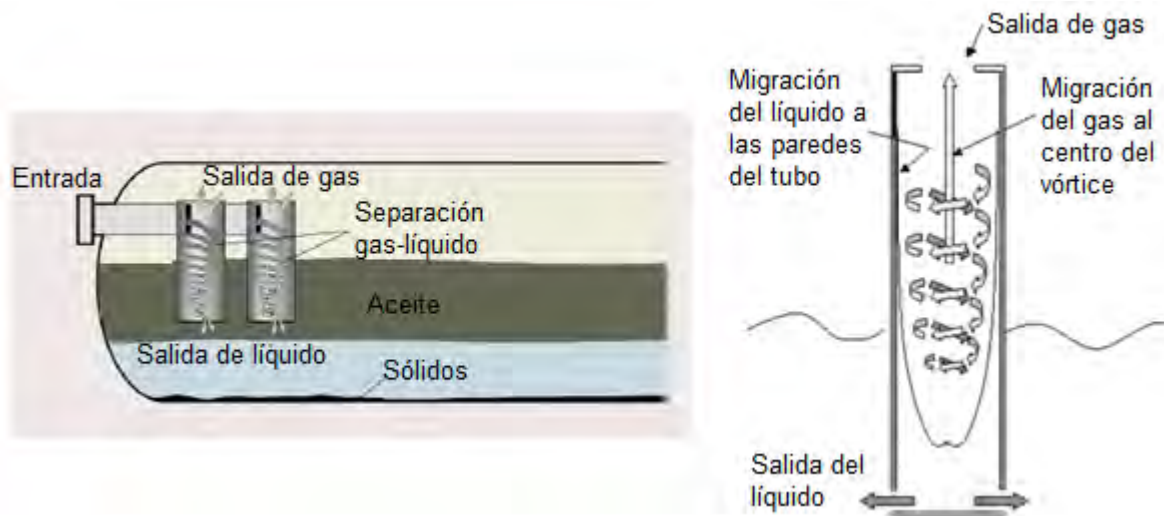 Entrada
Salida de gas
Separación
gas-líquido
Aceite
Salida de líquido
Sólidos
Salida de gas
Migración
del líquido a
las paredes
del tubo
Migración
del gas al
centro del
vórtice
Salida del
líquido